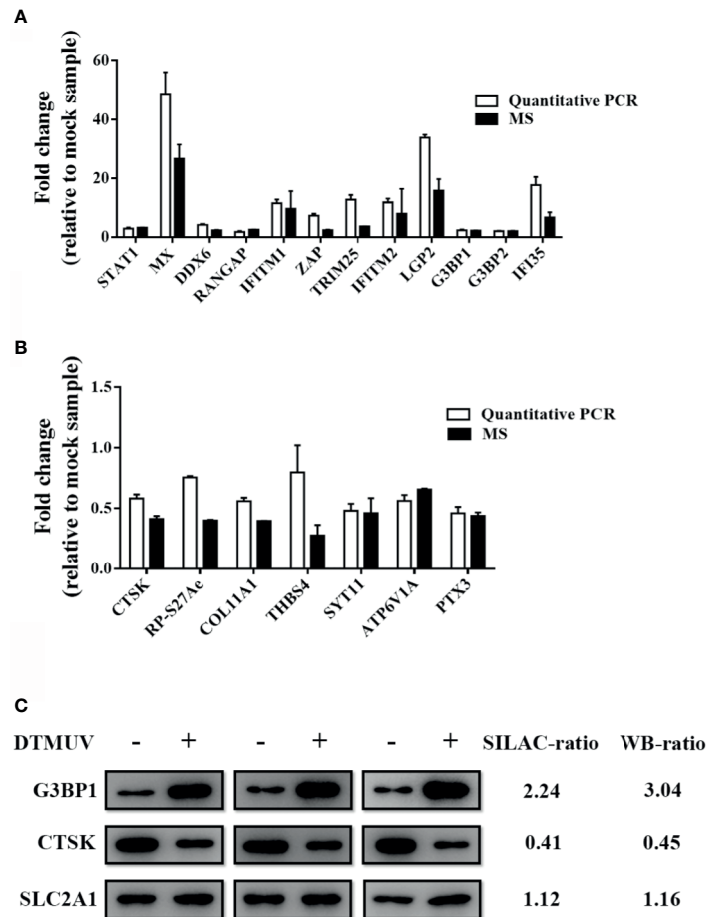 A
Fold change
(relative to mock sample)
60
40
20
0
Quantitative PCR
MS
STAT1
MX
DDX6
RANGAP
IFITM1
ZAP
TRIM25
IFITM2
LGP2
G3BP1
G3BP2
IFI35
B
Fold change
(relative to mock sample)
1.5
1.0
0.5
0.0
Quantitative PCR
MS
CTSK
RP-S27Ae
COL11A1
THBS4
SYT11
ATP6V1A
PTX3
C
DTMUV - + - + - + SILAC-ratio WB-ratio
G3BP1 2.24 3.04
CTSK 0.41 0.45
SLC2A1 1.12 1.16